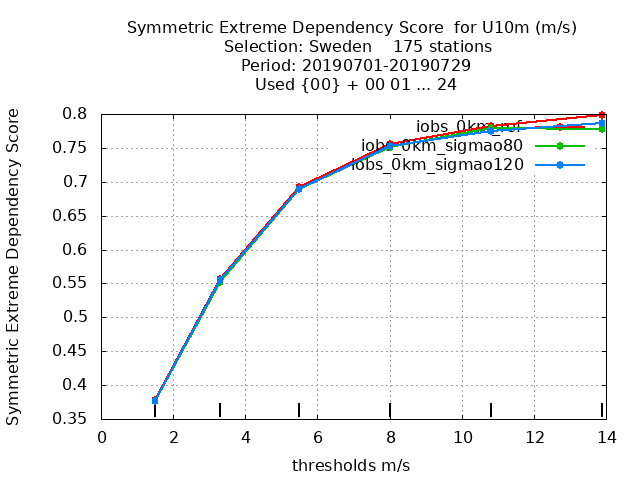 Symmetric Extreme Dependency Score for U10m (m/s)
Selection: Sweden 175 stations
Period: 20190701-20190729
Used {00} + 00 01 ... 24
Symmetric Extreme Dependency Score
0.8
0.75
0.7
0.65
0.6
0.55
0.5
0.45
0.4
0.35
iobs_0km_
iobs_0km_sigmao80
iobs_0km_sigmao120
0 2 4 6 8 10 12 14
thresholds m/s